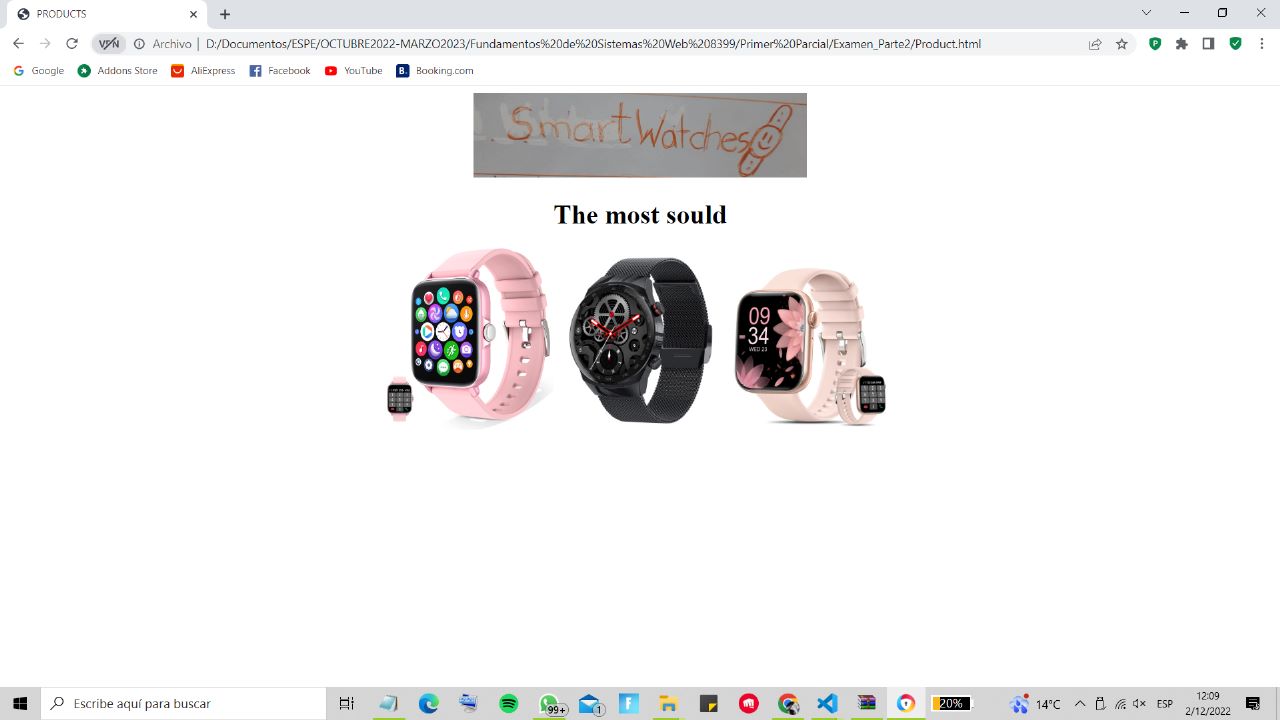 PRODUCTS
VPN Archivo D:/Documentos/ESPE/OCTUBRE2022-MARZO2023/Fundamentos%20de%20Sistemas%20Web%208399/Primer%20Parcial/Examen_Parte2/Product.html
Google Addons Store AliExpress Facebook YouTube Booking.com
Smart Watches
The most sould
09
34
WED 23
Escribe aquí para buscar
99+
1
20%
14°C
ESP
12:09
2/12/2022